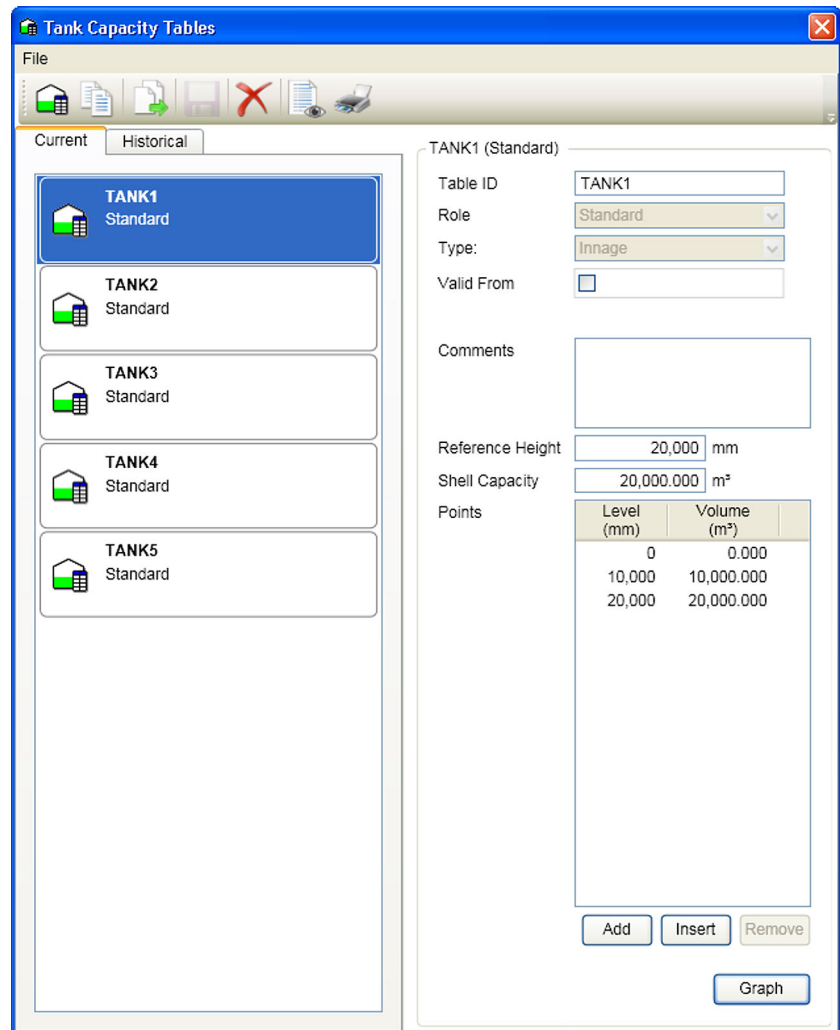 Tank Capacity Tables
File
Current Historical
TANK1
Standard
TANK2
Standard
TANK3
Standard
TANK4
Standard
TANK5
Standard
TANK1 (Standard)
Table ID TANK1
Role Standard
Type: Innage
Valid From
Comments
Reference Height 20,000 mm
Shell Capacity 20,000.000 m³
Points Level Volume
(mm) (m³)
0 0.000
10,000 10,000.000
20,000 20,000.000
Add Insert Remove
Graph